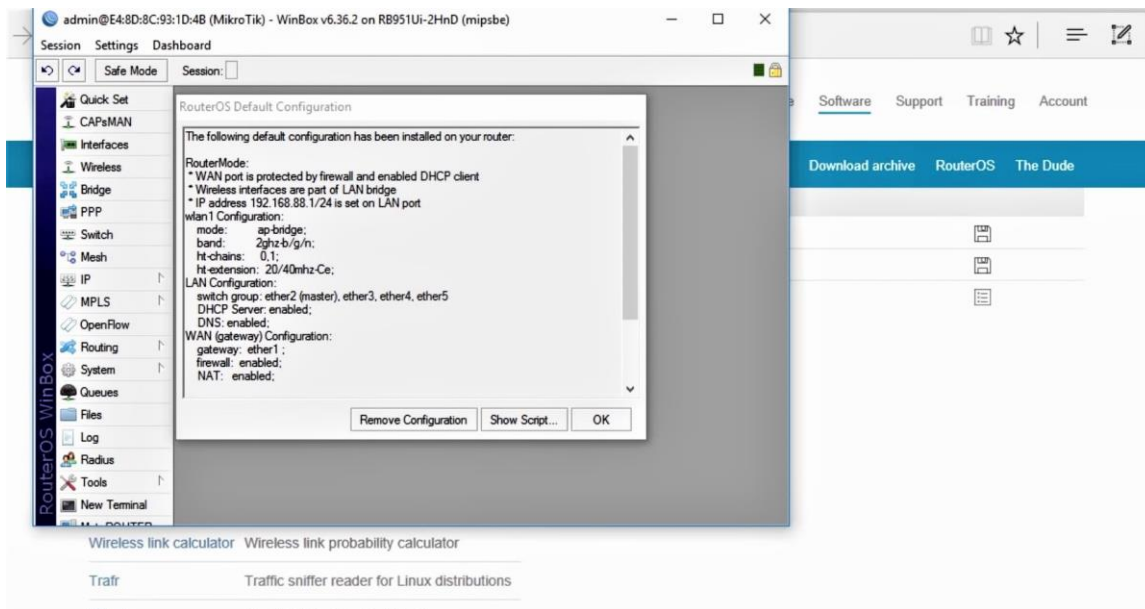 admin@E4:8D:8C:93:1D:4B (MikroTik) - WinBox v6.36.2 on RB951Ui-2HnD (mipsbe)
Session Settings Dashboard
Safe Mode Session:
Quick Set
CAPsMAN
Interfaces
Wireless
Bridge
PPP
Switch
Mesh
IP
MPLS
OpenFlow
Routing
System
Queues
Files
Log
Radius
Tools
New Terminal
RouterOS WinBox
RouterOS Default Configuration
The following default configuration has been installed on your router:
RouterMode:
* WAN port is protected by firewall and enabled DHCP client
* Wireless interfaces are part of LAN bridge
* IP address 192.168.88.1/24 is set on LAN port
wlan1 Configuration:
mode: ap-bridge;
band: 2ghz-b/g/n;
ht-chains: 0,1;
ht-extension: 20/40mhz-Ce;
LAN Configuration:
switch group: ether2 (master), ether3, ether4, ether5
DHCP Server: enabled;
DNS: enabled;
WAN (gateway) Configuration:
gateway: ether1 ;
firewall: enabled;
NAT: enabled;
Remove Configuration Show Script... OK
Software Support Training Account
Download archive RouterOS The Dude
Wireless link calculator Wireless link probability calculator
Trafr Traffic sniffer reader for Linux distributions